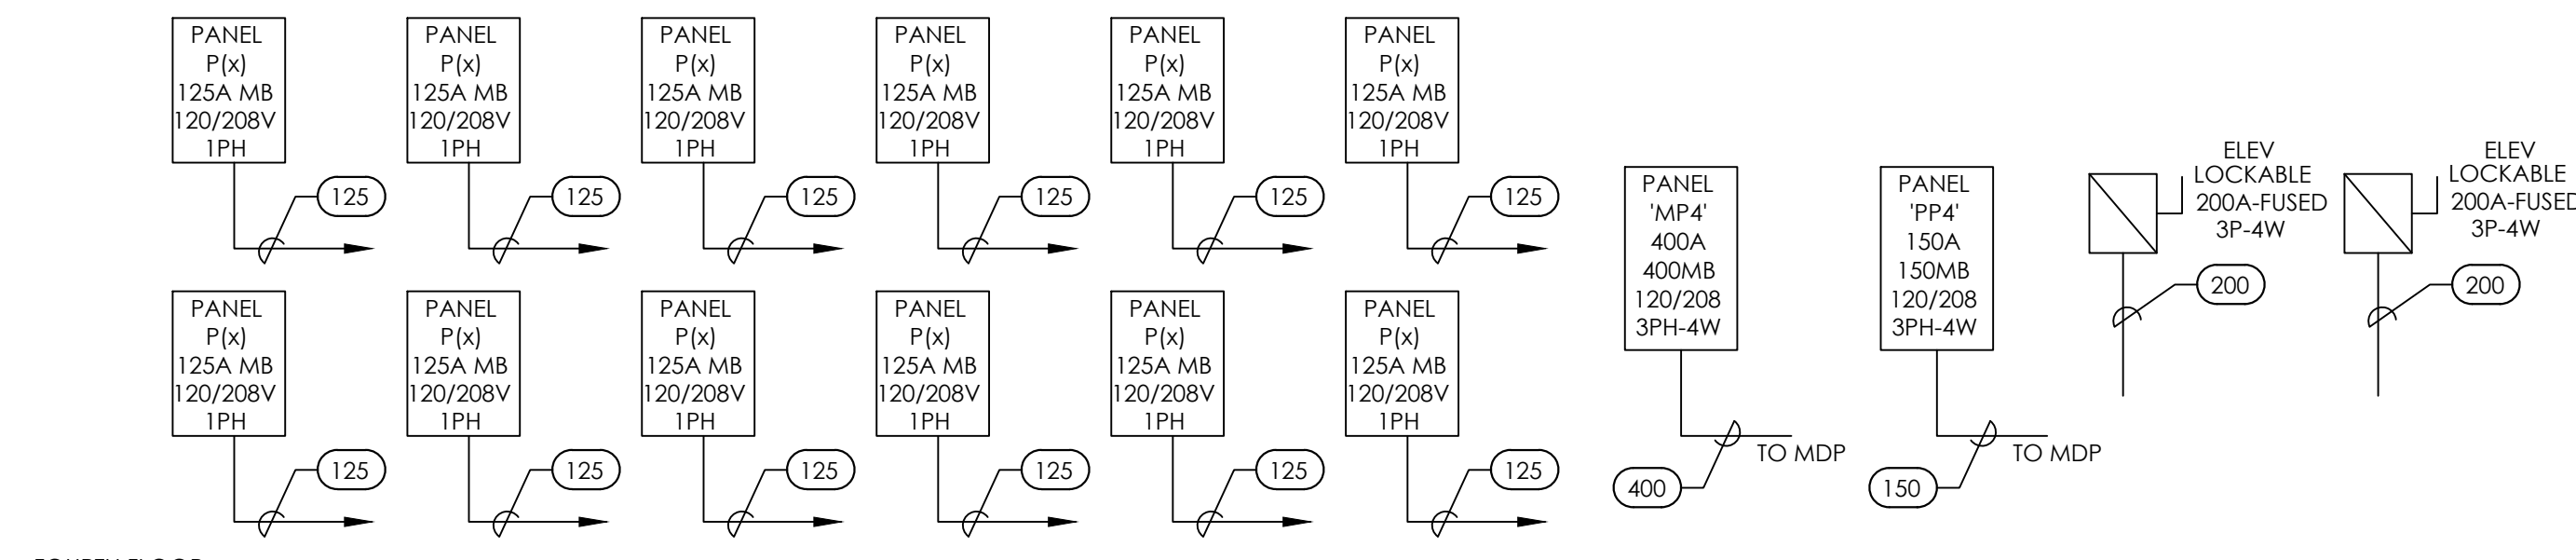 PANEL
P(x)
125A MB
120/208V
1PH
125
PANEL
P(x)
125A MB
120/208V
1PH
125
PANEL
P(x)
125A MB
120/208V
1PH
125
PANEL
P(x)
125A MB
120/208V
1PH
125
PANEL
P(x)
125A MB
120/208V
1PH
125
PANEL
P(x)
125A MB
120/208V
1PH
125
PANEL
P(x)
125A MB
120/208V
1PH
125
PANEL
P(x)
125A MB
120/208V
1PH
125
PANEL
P(x)
125A MB
120/208V
1PH
125
PANEL
P(x)
125A MB
120/208V
1PH
125
PANEL
P(x)
125A MB
120/208V
1PH
125
PANEL
P(x)
125A MB
120/208V
1PH
125
PANEL
'MP4'
400A
400MB
120/208
3PH-4W
TO MDP
400
PANEL
'PP4'
150A
150MB
120/208
3PH-4W
TO MDP
150
ELEV
LOCKABLE
200A-FUSED
3P-4W
200
ELEV
LOCKABLE
200A-FUSED
3P-4W
200